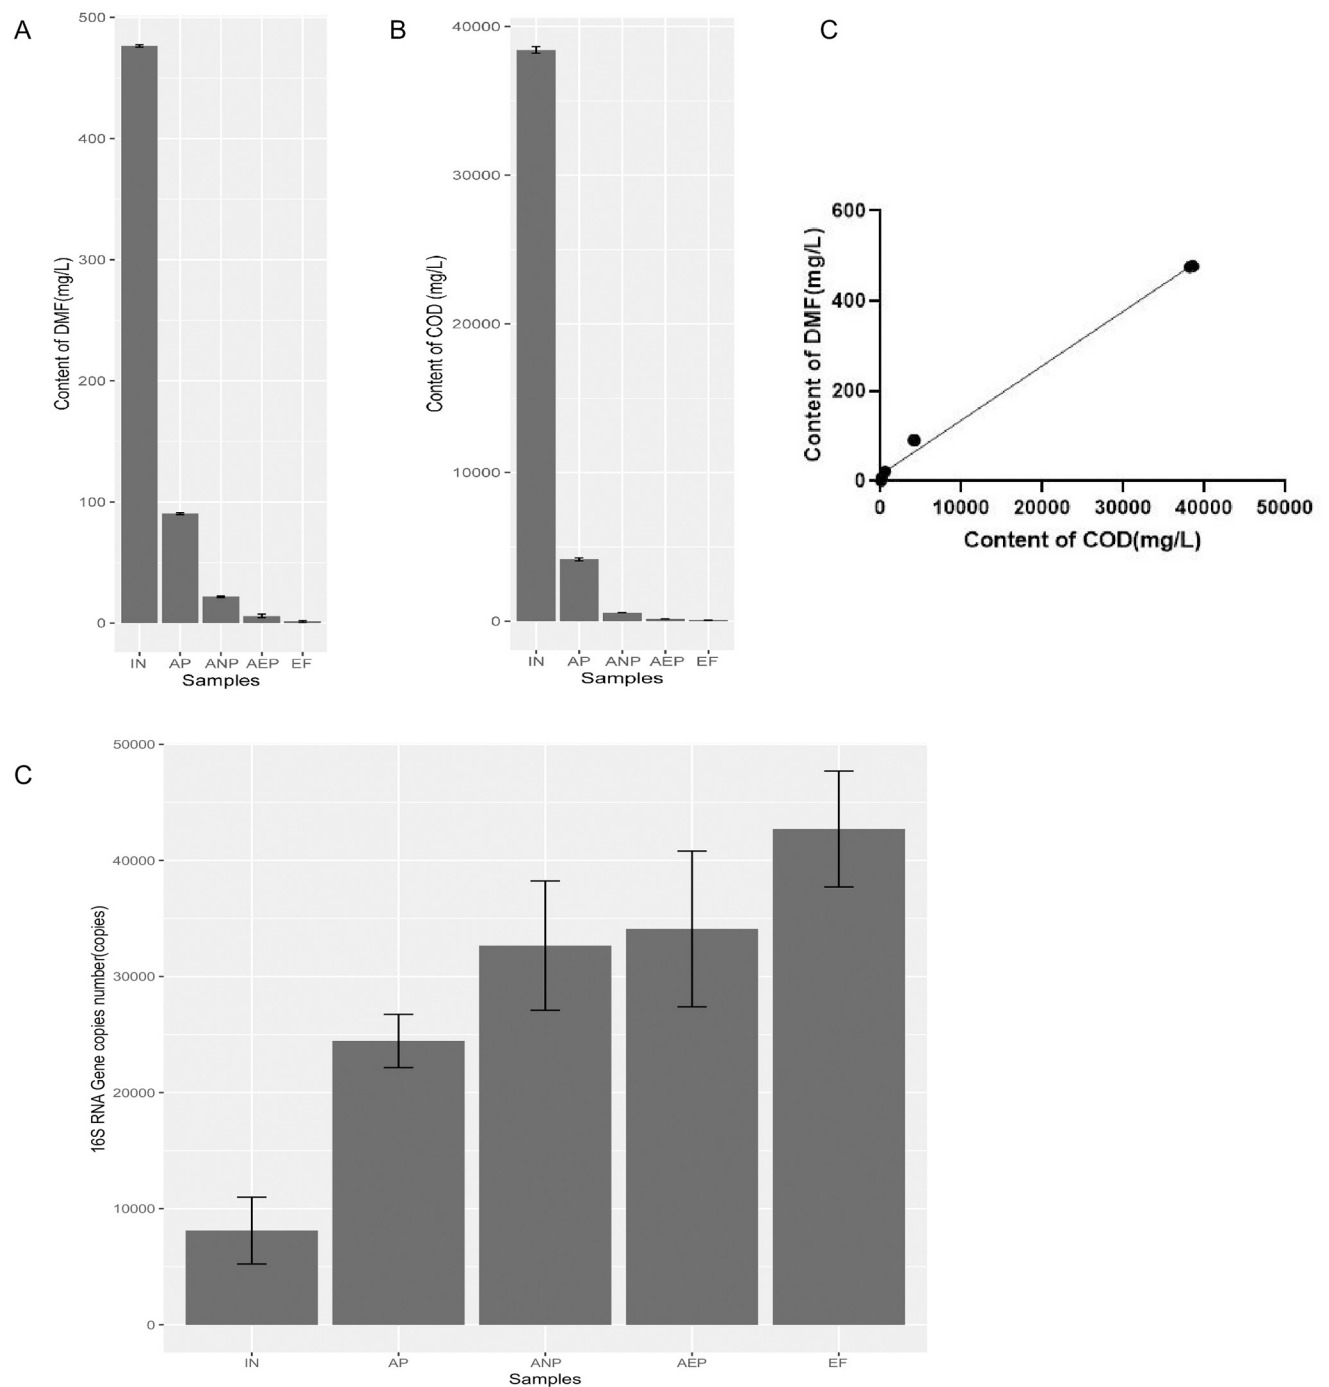 A
500
400
300
200
100
0
Content of DMF(mg/L)
IN AP ANP AEP EF
Samples
B
40000
30000
20000
10000
0
Content of COD (mg/L)
IN AP ANP AEP EF
Samples
C
600
400
200
0
Content of DMF(mg/L)
0 10000 20000 30000 40000 50000
Content of COD(mg/L)
C
50000
40000
30000
20000
10000
0
16S RNA Gene copies number(copies)
IN AP ANP AEP EF
Samples